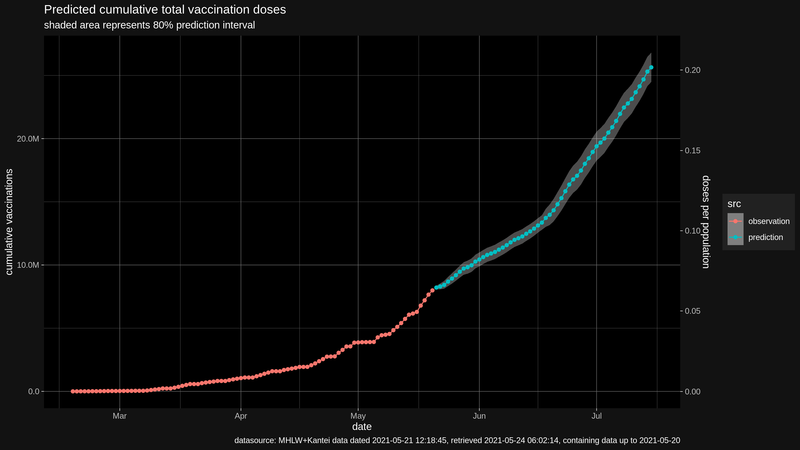 Predicted cumulative total vaccination doses
shaded area represents 80% prediction interval
cumulative vaccinations
20.0M
10.0M
0.0
0.20
0.15
0.10
0.05
0.00
doses per population
src
observation
prediction
Mar
Apr
May
Jun
Jul
date
datasource: MHLW+Kantei data dated 2021-05-21 12:18:45, retrieved 2021-05-24 06:02:14, containing data up to 2021-05-20